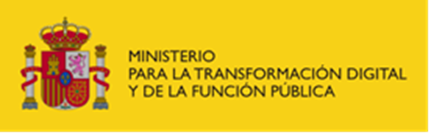 MINISTERIO
PARA LA TRANSFORMACIÓN DIGITAL
Y DE LA FUNCIÓN PÚBLICA